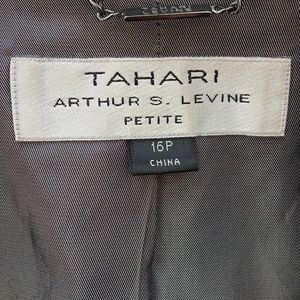 TAHARI
ARTHUR S. LEVINE
PETITE
16P
CHINA